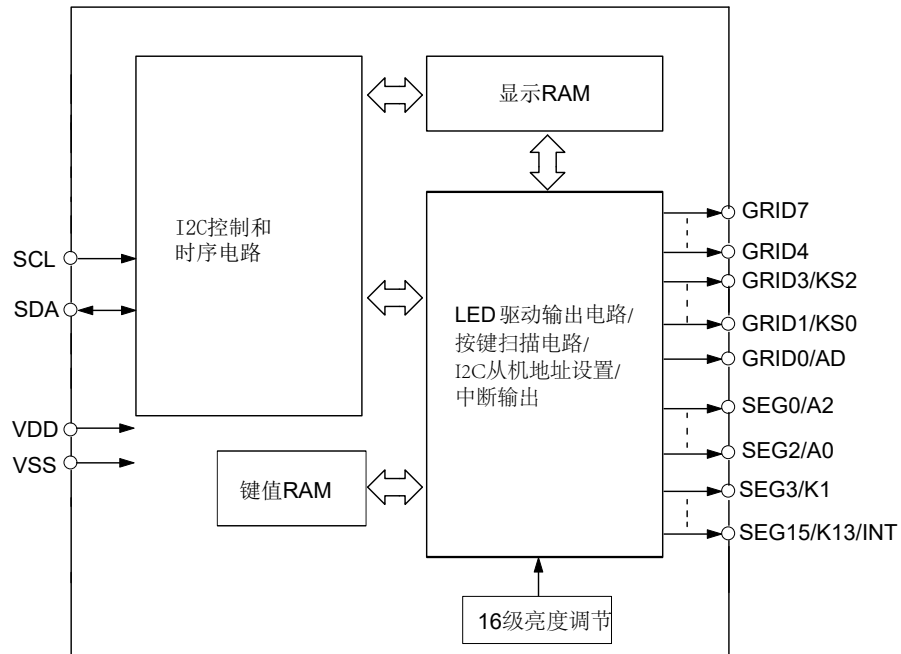 显示RAM
I2C控制和
时序电路
SCL
SDA
VDD
VSS
键值RAM
LED 驱动输出电路/
按键扫描电路/
I2C从机地址设置/
中断输出
16级亮度调节
GRID7
GRID4
GRID3/KS2
GRID1/KS0
GRID0/AD
SEG0/A2
SEG2/A0
SEG3/K1
SEG15/K13/INT